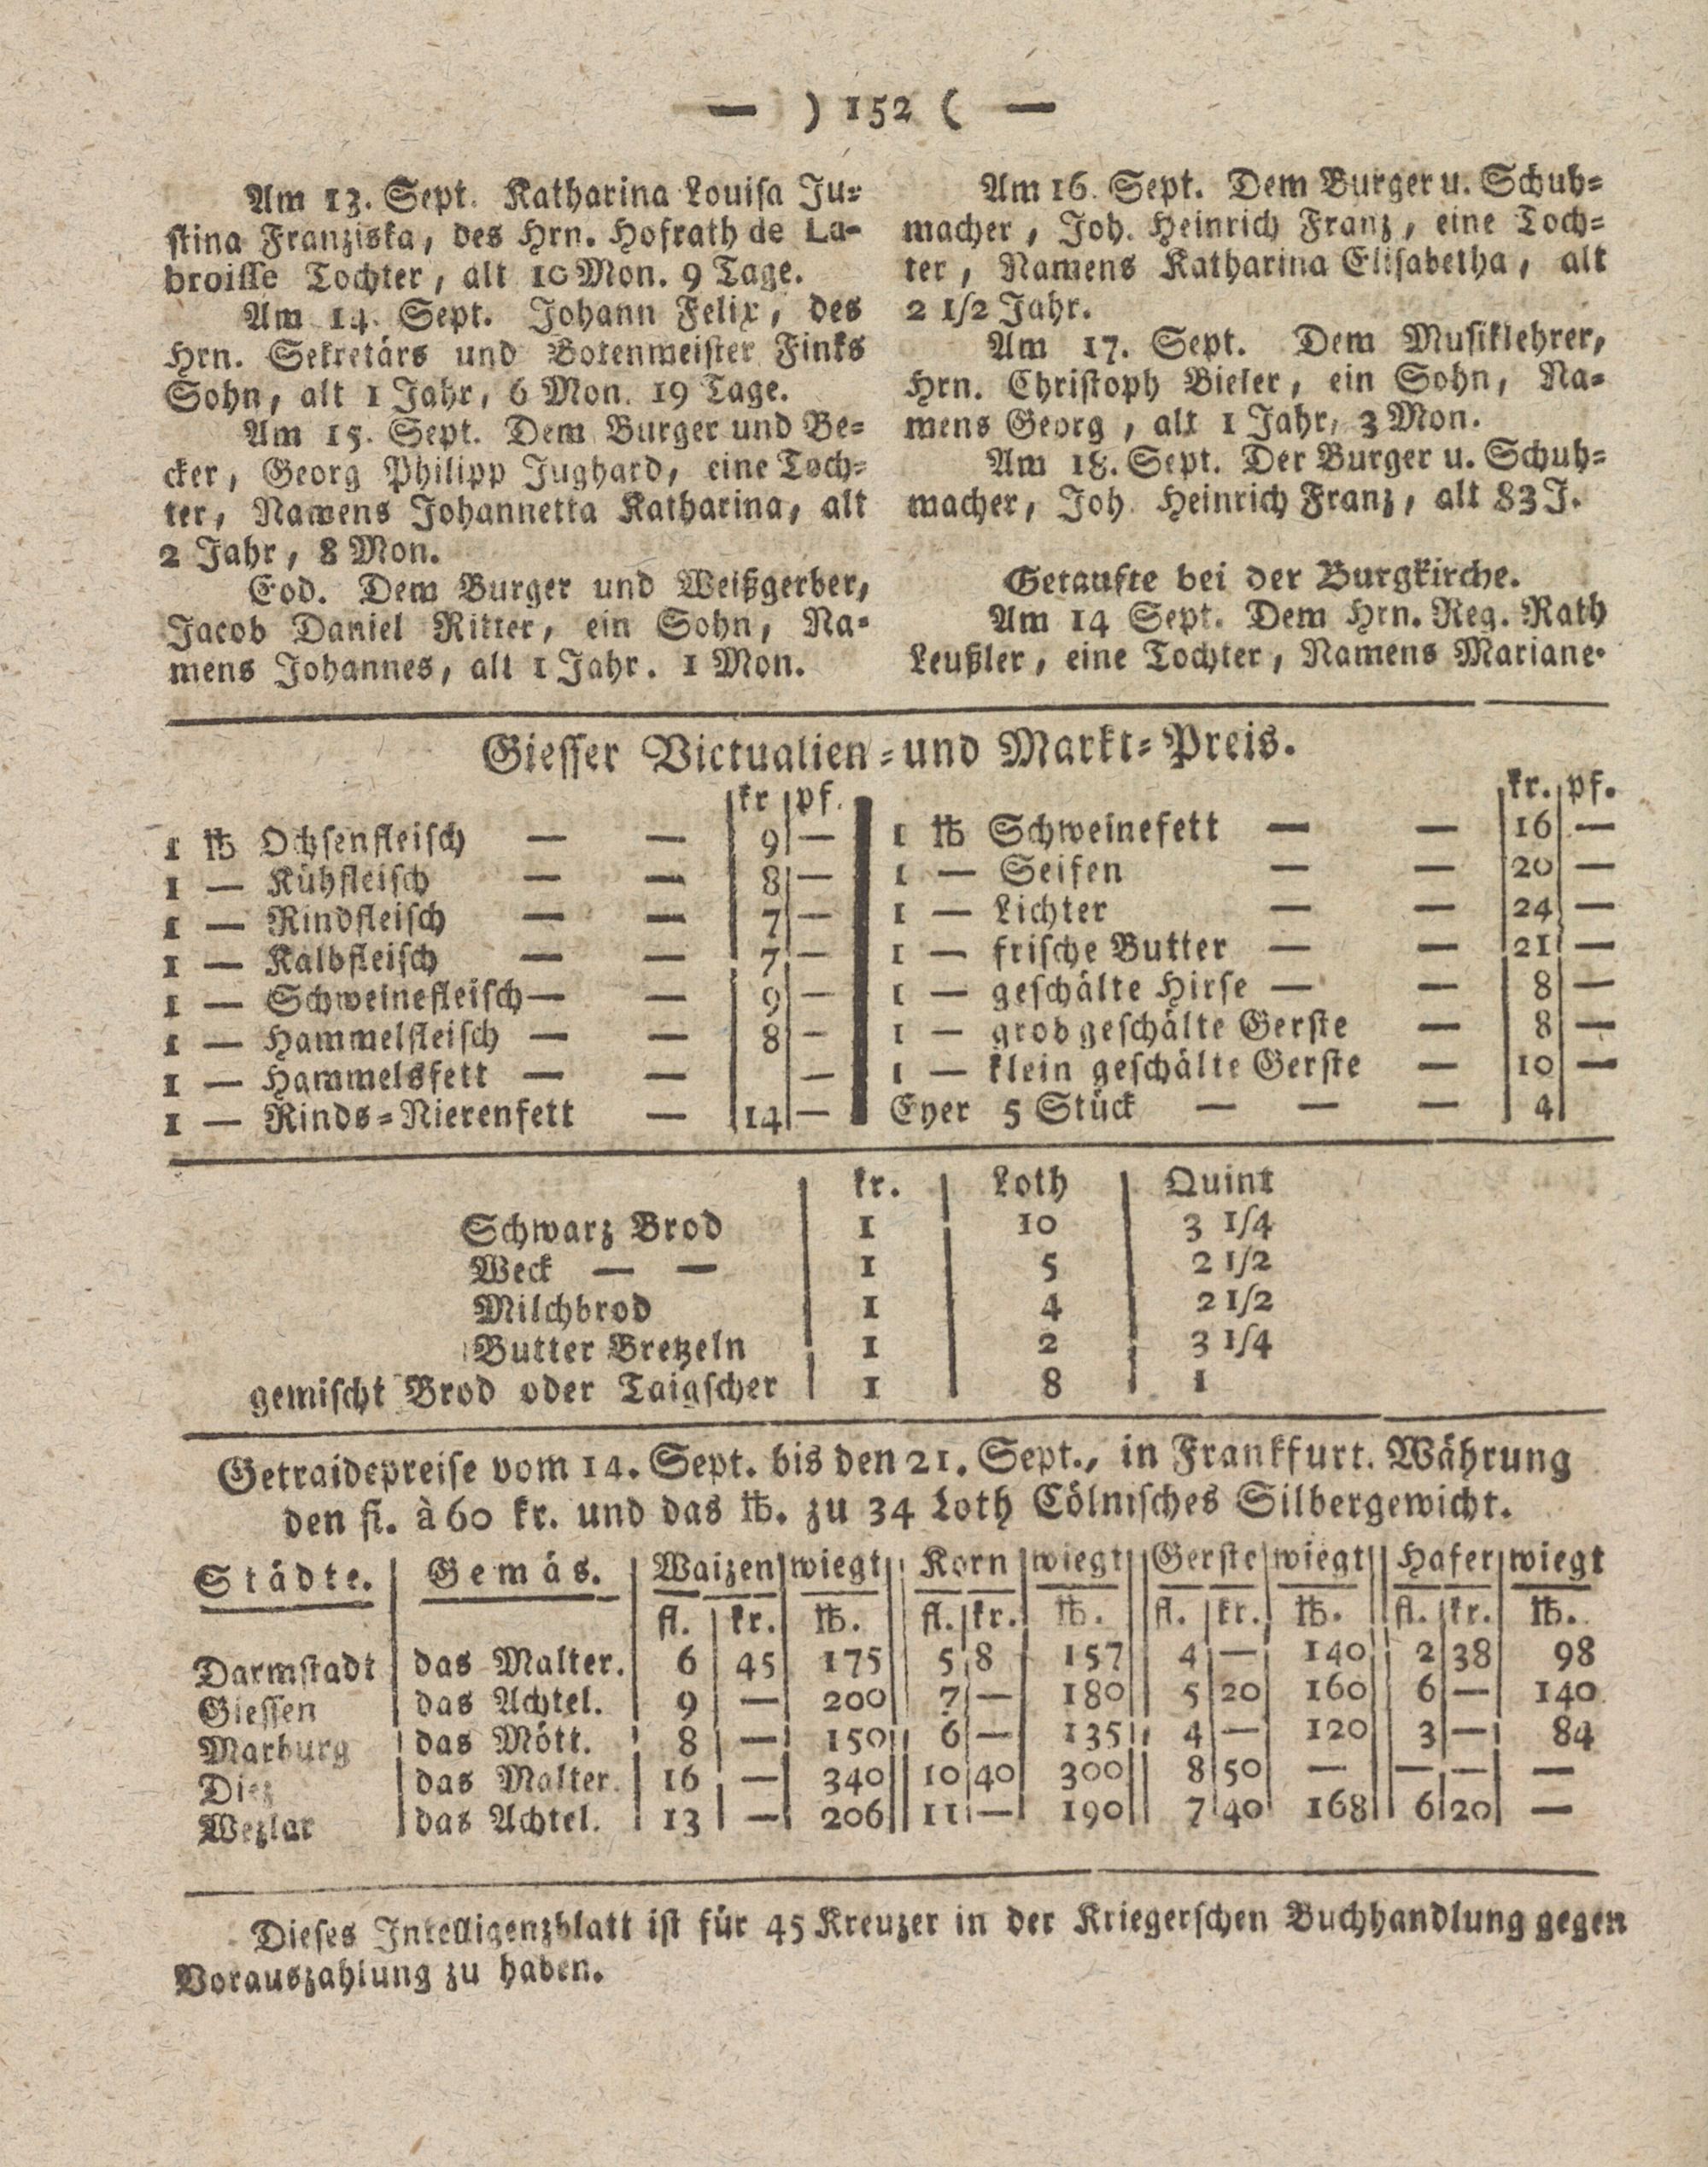 — ) 152 ( —
Am 13. Sept. Katharina Louisa Ju-
stina Franziska, des Hrn. Hofrath de La-
broisse Tochter, alt 10 Mon. 9 Tage.
Am 14. Sept. Johann Felix, des
Hrn. Sekretärs und Botenmeister Finks
Sohn, alt 1 Jahr, 6 Mon. 19 Tage.
Am 15. Sept. Dem Burger und Be-
cker, Georg Philipp Jughard, eine Toch-
ter, Namens Johannetta Katharina, alt
2 Jahr, 8 Mon.
Eod. Dem Burger und Weißgerber,
Jacob Daniel Ritter, ein Sohn, Na-
mens Johannes, alt 1 Jahr. 1 Mon.
Am 16. Sept. Dem Burger u. Schuh-
macher, Joh. Heinrich Franz, eine Toch-
ter, Namens Katharina Elisabetha, alt
2 1/2 Jahr.
Am 17. Sept. Dem Musiklehrer,
Hrn. Christoph Bieler, ein Sohn, Na-
mens Georg, alt 1 Jahr, 3 Mon.
Am 18. Sept. Der Burger u. Schuh-
macher, Joh. Heinrich Franz, alt 83 J.
Getaufte bei der Burgkirche.
Am 14 Sept. Dem Hrn. Reg. Rath
Leußler, eine Tochter, Namens Mariane.
Giesser Victualien- und Markt-Preis.
kr | pf.
1 ℔ Ochsenfleisch — — 9 —
1 — Kühfleisch — — 8 —
1 — Rindfleisch — — 7 —
1 — Kalbfleisch — — 7 —
1 — Schweinefleisch — — 9 —
1 — Hammelfleisch — — 8 —
1 — Hammelsfett — — —
1 — Rinds-Nierenfett — 14 —
kr. | pf.
1 ℔ Schweinefett — — 16 —
1 — Seifen — — 20 —
1 — Lichter — — 24 —
1 — frische Butter — — 21 —
1 — geschälte Hirse — — 8 —
1 — grob geschälte Gerste — 8 —
1 — klein geschälte Gerste — 10 —
Eyer 5 Stück — — — 4
kr. | Loth | Quint
Schwarz Brod 1 10 3 1/4
Weck — — 1 5 2 1/2
Milchbrod 1 4 2 1/2
Butter Bretzeln 1 2 3 1/4
gemischt Brod oder Taigscher 1 8 1
Getraidepreise vom 14. Sept. bis den 21. Sept., in Frankfurt. Währung
den fl. à 60 kr. und das ℔. zu 34 Loth Cölnisches Silbergewicht.
Städte. | Gemäs. | Waizen | wiegt | Korn | wiegt | Gerste | wiegt | Hafer | wiegt
fl. | kr. | ℔. | fl. | kr. | ℔. | fl. | kr. | ℔. | fl. | kr. | ℔.
Darmstadt | das Malter. | 6 | 45 | 175 | 5 | 8 | 157 | 4 | — | 140 | 2 | 38 | 98
Giessen | das Achtel. | 9 | — | 200 | 7 | — | 180 | 5 | 20 | 160 | 6 | — | 140
Marburg | das Mött. | 8 | — | 150 | 6 | — | 135 | 4 | — | 120 | 3 | — | 84
Diez | das Malter. | 16 | — | 340 | 10 | 40 | 300 | 8 | 50 | — | — | — | —
Wezlar | das Achtel. | 13 | — | 206 | 11 | — | 190 | 7 | 40 | 168 | 6 | 20 | —
Dieses Intelligenzblatt ist für 45 Kreuzer in der Kriegerschen Buchhandlung gegen
Vorauszahlung zu haben.